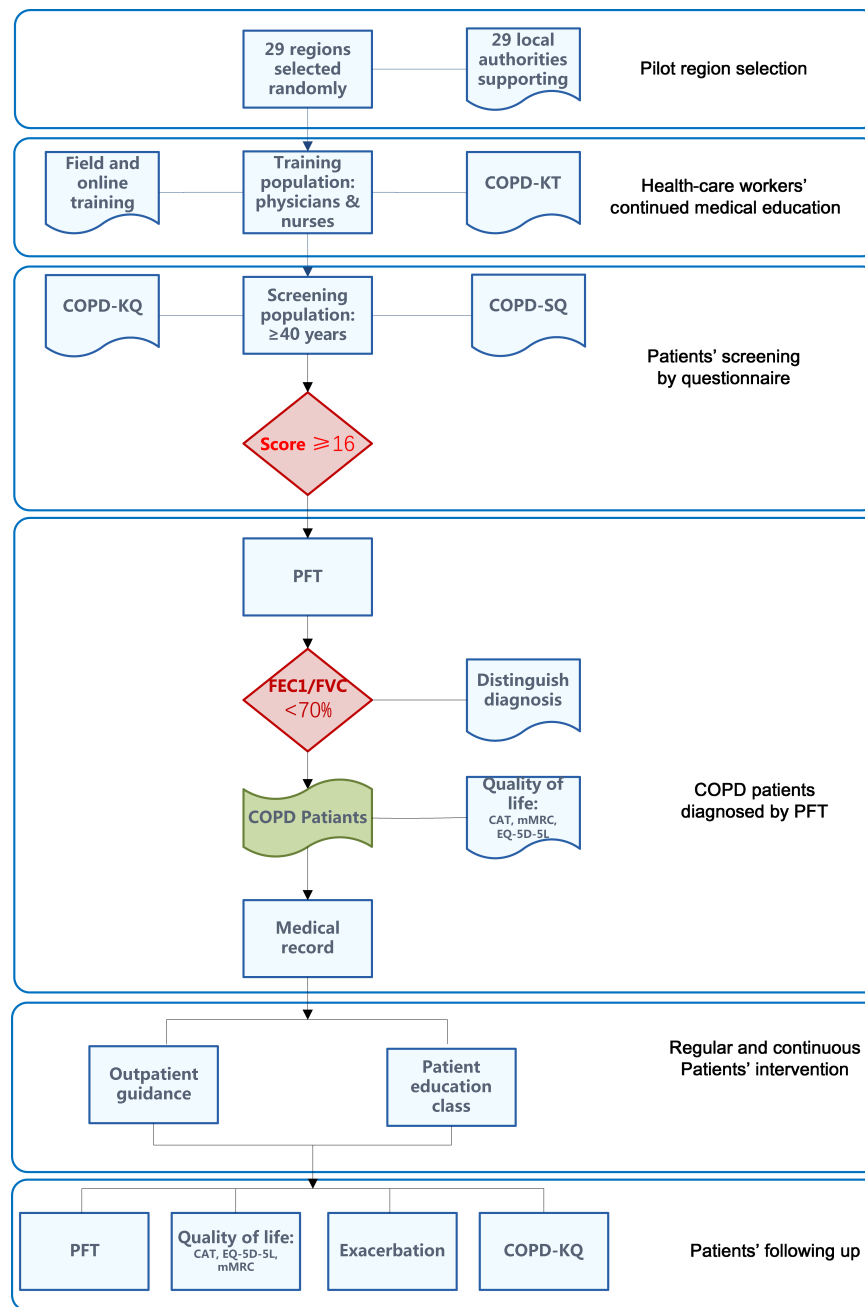 29 regions
selected
randomly
29 local
authorities
supporting
Pilot region selection
Field and
online
training
Training
population:
physicians &
nurses
COPD-KT
Health-care workers'
continued medical education
COPD-KQ
Screening
population:
≥40 years
COPD-SQ
Patients' screening
by questionnaire
Score ≥16
PFT
FEC1/FVC
<70%
Distinguish
diagnosis
COPD Patiants
Quality of
life:
CAT, mMRC,
EQ-5D-5L
COPD patients
diagnosed by PFT
Medical
record
Outpatient
guidance
Patient
education
class
Regular and continuous
Patients' intervention
PFT
Quality of life:
CAT, EQ-5D-5L,
mMRC
Exacerbation
COPD-KQ
Patients' following up